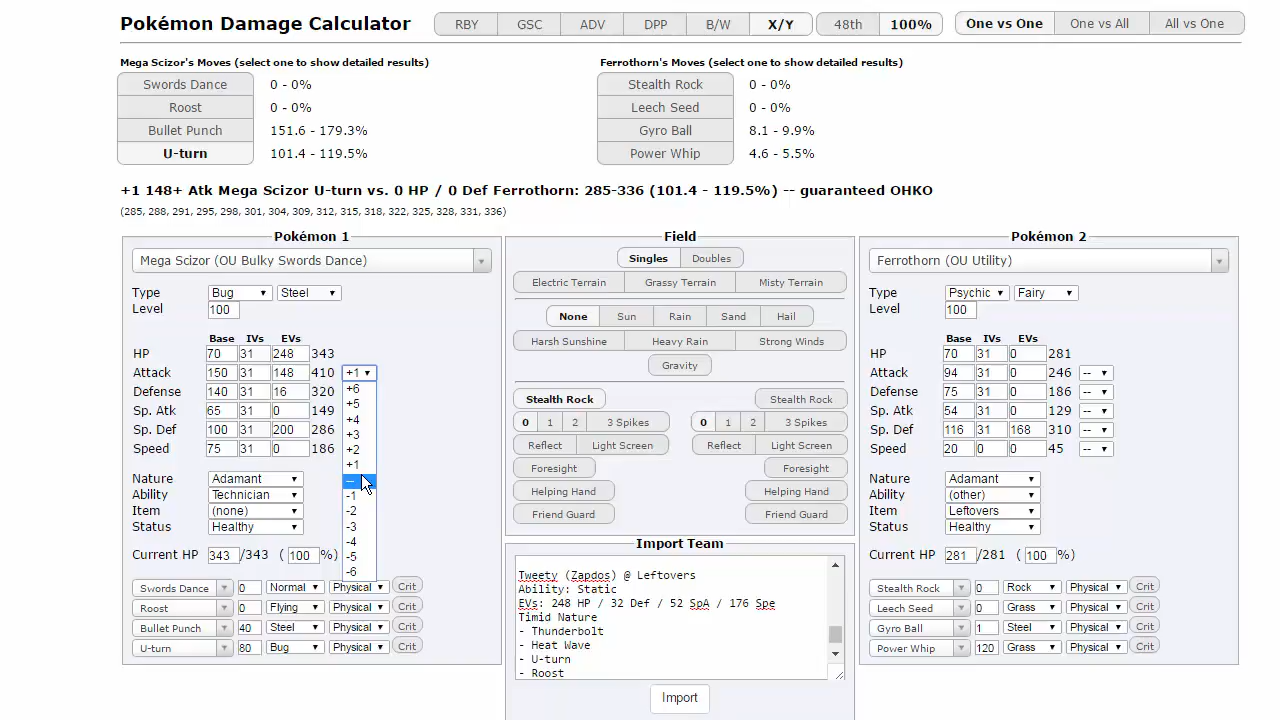 Pokémon Damage Calculator
RBY GSC ADV DPP B/W X/Y 48th 100% One vs One One vs All All vs One
Mega Scizor's Moves (select one to show detailed results)
Swords Dance 0 - 0%
Roost 0 - 0%
Bullet Punch 151.6 - 179.3%
U-turn 101.4 - 119.5%
Ferrothorn's Moves (select one to show detailed results)
Stealth Rock 0 - 0%
Leech Seed 0 - 0%
Gyro Ball 8.1 - 9.9%
Power Whip 4.6 - 5.5%
+1 148+ Atk Mega Scizor U-turn vs. 0 HP / 0 Def Ferrothorn: 285-336 (101.4 - 119.5%) -- guaranteed OHKO
(285, 288, 291, 295, 298, 301, 304, 309, 312, 315, 318, 322, 325, 328, 331, 336)
Pokémon 1
Mega Scizor (OU Bulky Swords Dance)
Type Bug Steel
Level 100
Base IVs EVs
HP 70 31 248 343
Attack 150 31 148 410 +1
Defense 140 31 16 320
Sp. Atk 65 31 0 149
Sp. Def 100 31 200 286
Speed 75 31 0 186
+6
+5
+4
+3
+2
+1
--
-1
-2
-3
-4
-5
-6
Nature Adamant
Ability Technician
Item (none)
Status Healthy
Current HP 343/343 (100%)
Swords Dance 0 Normal Physical Crit
Roost 0 Flying Physical Crit
Bullet Punch 40 Steel Physical Crit
U-turn 80 Bug Physical Crit
Field
Singles Doubles
Electric Terrain Grassy Terrain Misty Terrain
None Sun Rain Sand Hail
Harsh Sunshine Heavy Rain Strong Winds
Gravity
Stealth Rock Stealth Rock
0 1 2 3 Spikes 0 1 2 3 Spikes
Reflect Light Screen Reflect Light Screen
Foresight Foresight
Helping Hand Helping Hand
Friend Guard Friend Guard
Import Team
Tweety (Zapdos) @ Leftovers
Ability: Static
EVs: 248 HP / 32 Def / 52 SpA / 176 Spe
Timid Nature
- Thunderbolt
- Heat Wave
- U-turn
- Roost
Import
Pokémon 2
Ferrothorn (OU Utility)
Type Psychic Fairy
Level 100
Base IVs EVs
HP 70 31 0 281
Attack 94 31 0 246 --
Defense 75 31 0 186 --
Sp. Atk 54 31 0 129 --
Sp. Def 116 31 168 310 --
Speed 20 0 0 45 --
Nature Adamant
Ability (other)
Item Leftovers
Status Healthy
Current HP 281/281 (100%)
Stealth Rock 0 Rock Physical Crit
Leech Seed 0 Grass Physical Crit
Gyro Ball 1 Steel Physical Crit
Power Whip 120 Grass Physical Crit